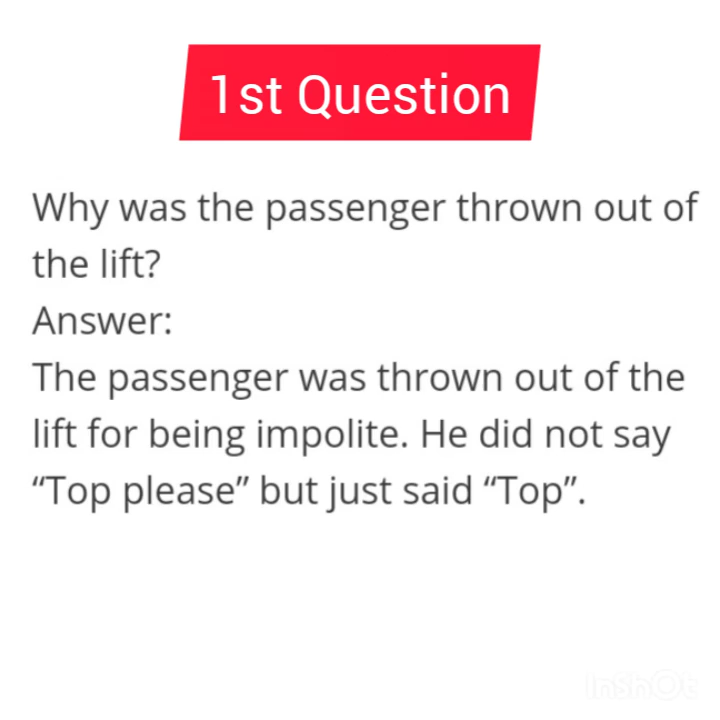 1st Question
Why was the passenger thrown out of
the lift?
Answer:
The passenger was thrown out of the
lift for being impolite. He did not say
“Top please” but just said “Top”.
InShOt